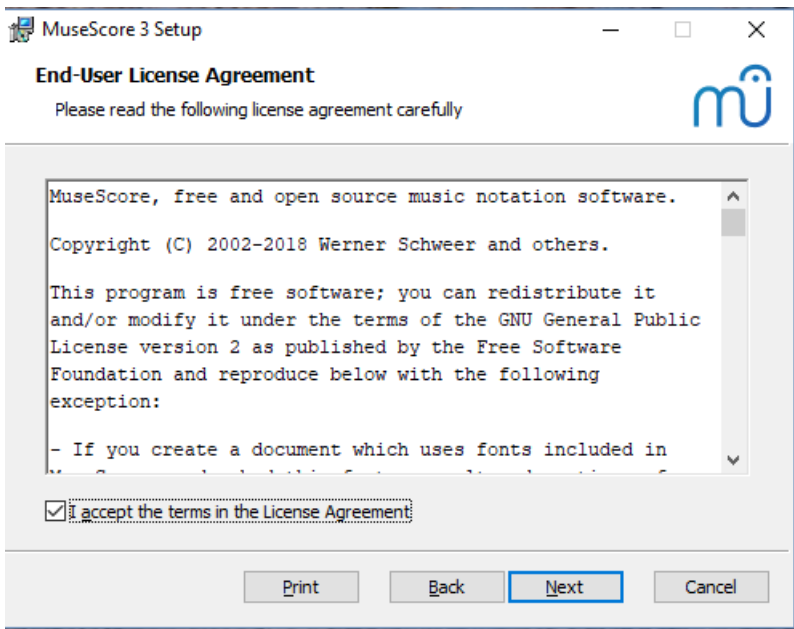 MuseScore 3 Setup
End-User License Agreement
Please read the following license agreement carefully
MuseScore, free and open source music notation software.
Copyright (C) 2002-2018 Werner Schweer and others.
This program is free software; you can redistribute it
and/or modify it under the terms of the GNU General Public
License version 2 as published by the Free Software
Foundation and reproduce below with the following
exception:
- If you create a document which uses fonts included in
I accept the terms in the License Agreement
Print Back Next Cancel